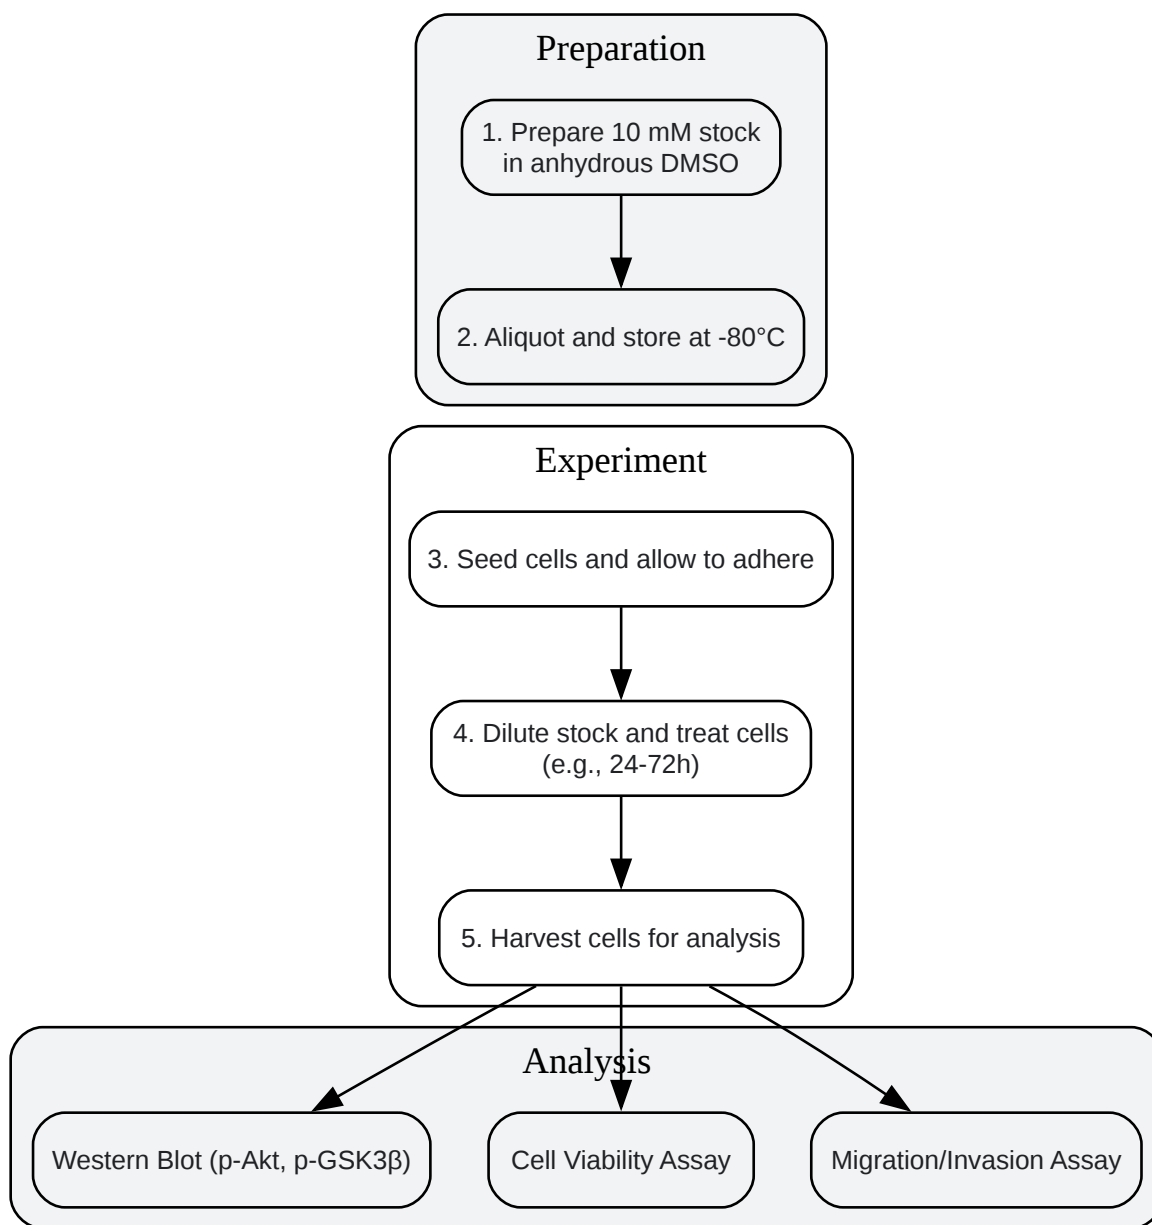 Preparation
1. Prepare 10 mM stock
in anhydrous DMSO
2. Aliquot and store at -80°C
Experiment
3. Seed cells and allow to adhere
4. Dilute stock and treat cells
(e.g., 24-72h)
5. Harvest cells for analysis
Analysis
Western Blot (p-Akt, p-GSK3β)
Cell Viability Assay
Migration/Invasion Assay